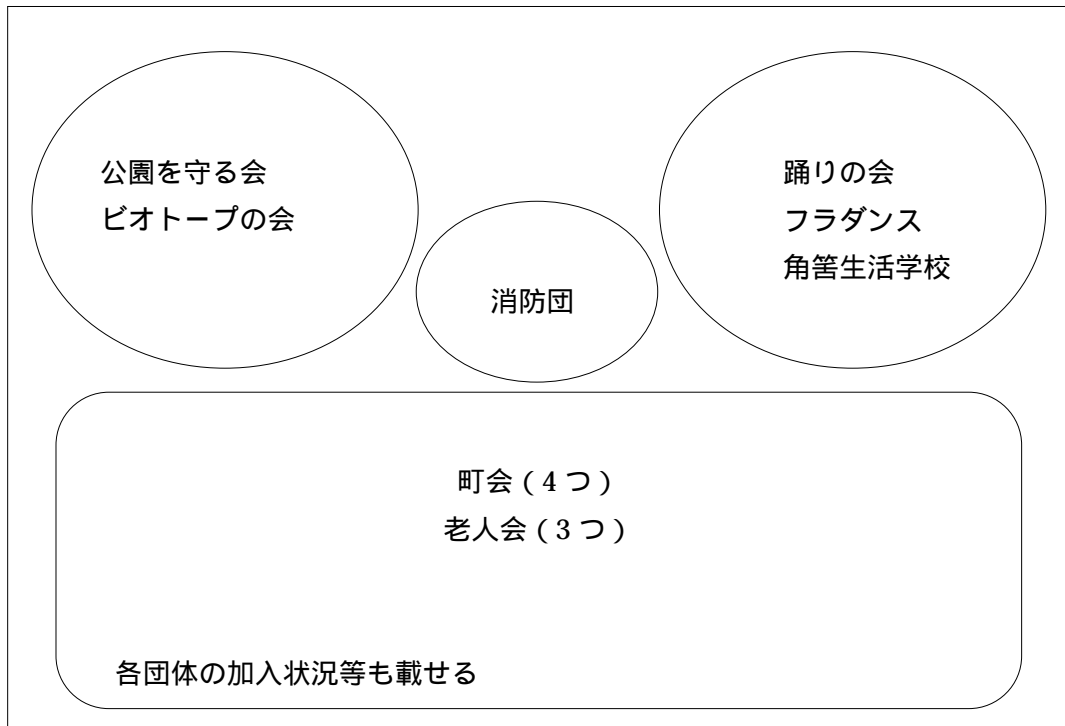 公園を守る会
ビオトープの会
踊りの会
フラダンス
角筈生活学校
消防団
町会（4つ）
老人会（3つ）
各団体の加入状況等も載せる